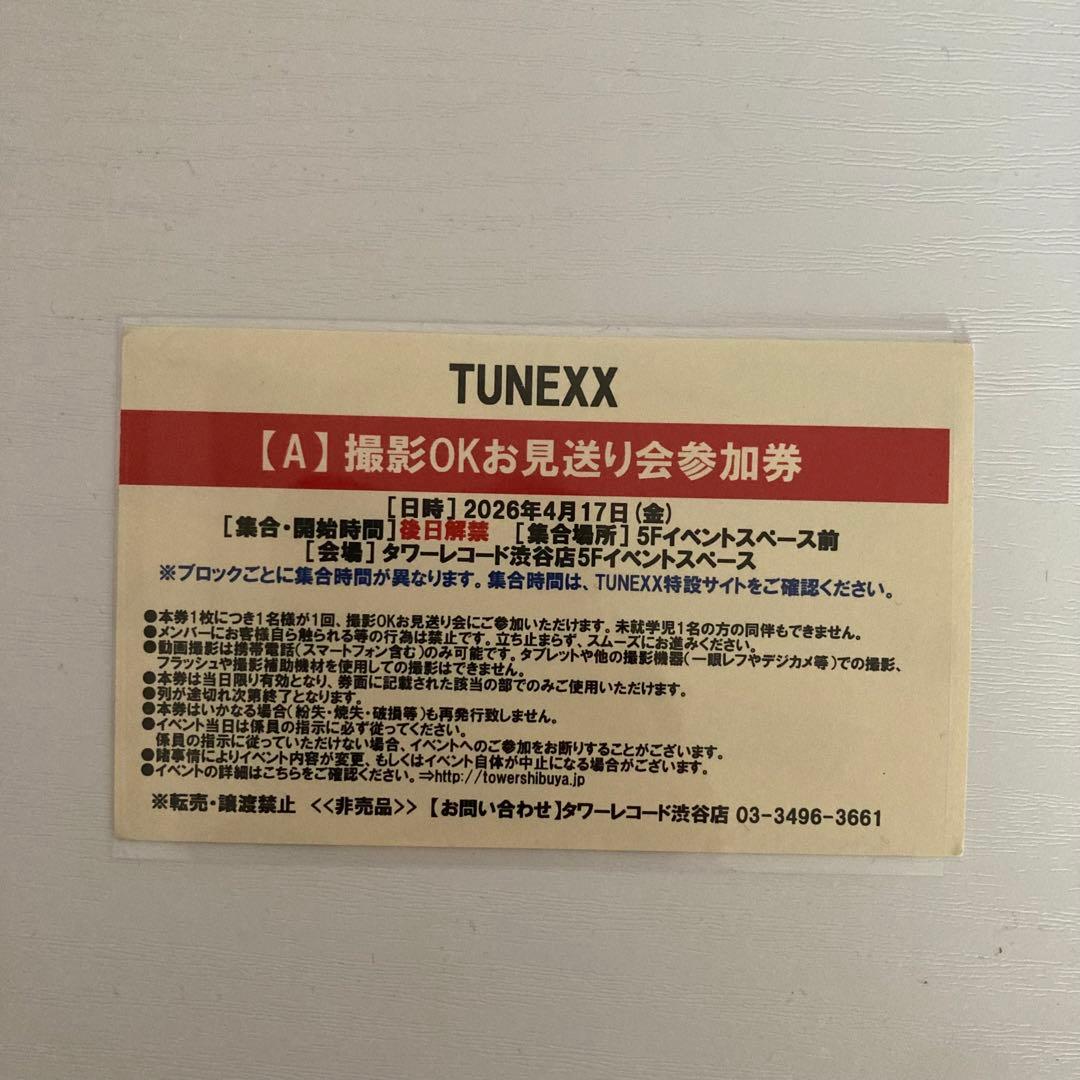 TUNEXX
【A】撮影OKお見送り会参加券
[日時] 2026年4月17日(金)
[集合・開始時間]後日解禁 [集合場所] 5Fイベントスペース前
[会場] タワーレコード渋谷店5Fイベントスペース
※ブロックごとに集合時間が異なります。集合時間は、TUNEXX特設サイトをご確認ください。
●本券1枚につき1名様が1回、撮影OKお見送り会にご参加いただけます。未就学児1名の方の同伴もできません。
●メンバーにお客様自ら触られる等の行為は禁止です。立ち止まらず、スムーズにお進みください。
●動画撮影は携帯電話(スマートフォン含む)のみ可能です。タブレットや他の撮影機器(一眼レフやデジカメ等)での撮影、
フラッシュや撮影補助機材を使用しての撮影はできません。
●本券は当日限り有効となり、券面に記載された該当の部でのみご使用いただけます。
●列が途切れ次第終了となります。
●本券はいかなる場合(紛失・焼失・破損等)も再発行致しません。
●イベント当日は係員の指示に必ず従ってください。
係員の指示に従っていただけない場合、イベントへのご参加をお断りすることがございます。
●諸事情によりイベント内容が変更、もしくはイベント自体が中止になる場合がございます。
●イベントの詳細はこちらをご確認ください。⇒http://towershibuya.jp
※転売・譲渡禁止 <<非売品>> 【お問い合わせ】タワーレコード渋谷店 03-3496-3661